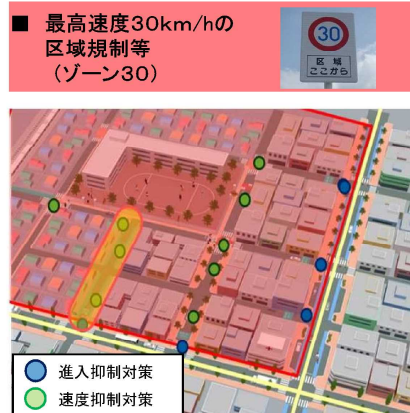 ■ 最高速度30km/hの
区域規制等
(ゾーン30)
30
区域
ここから
進入抑制対策
速度抑制対策